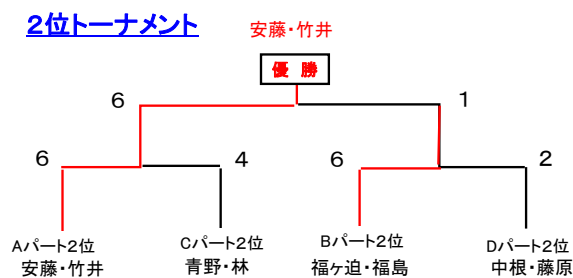 2位トーナメント
安藤・竹井
優 勝
6 1
6 4 6 2
Aパート2位 Cパート2位 Bパート2位 Dパート2位
安藤・竹井 青野・林 福ヶ迫・福島 中根・藤原